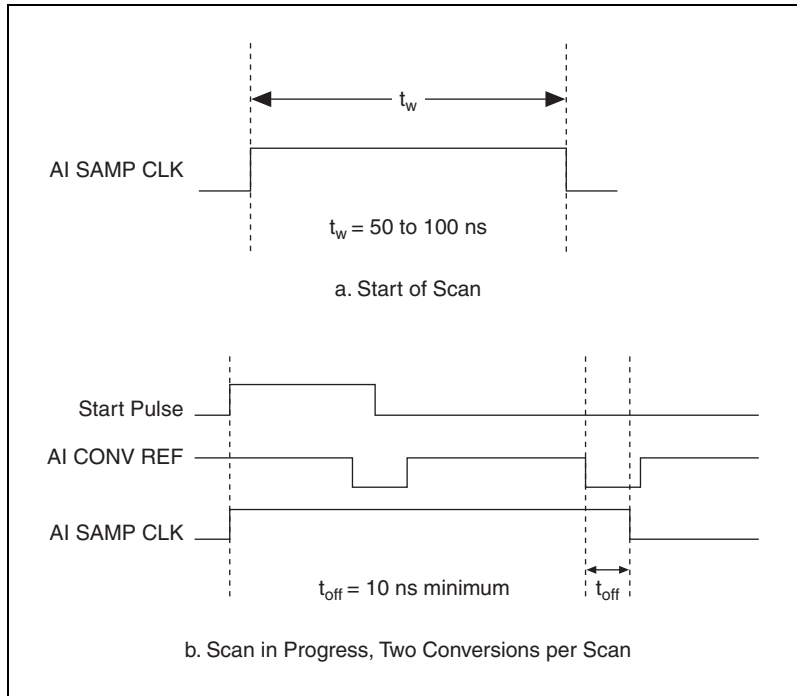 t_w
AI SAMP CLK
t_w = 50 to 100 ns
a. Start of Scan
Start Pulse
AI CONV REF
AI SAMP CLK
t_off = 10 ns minimum
t_off
b. Scan in Progress, Two Conversions per Scan